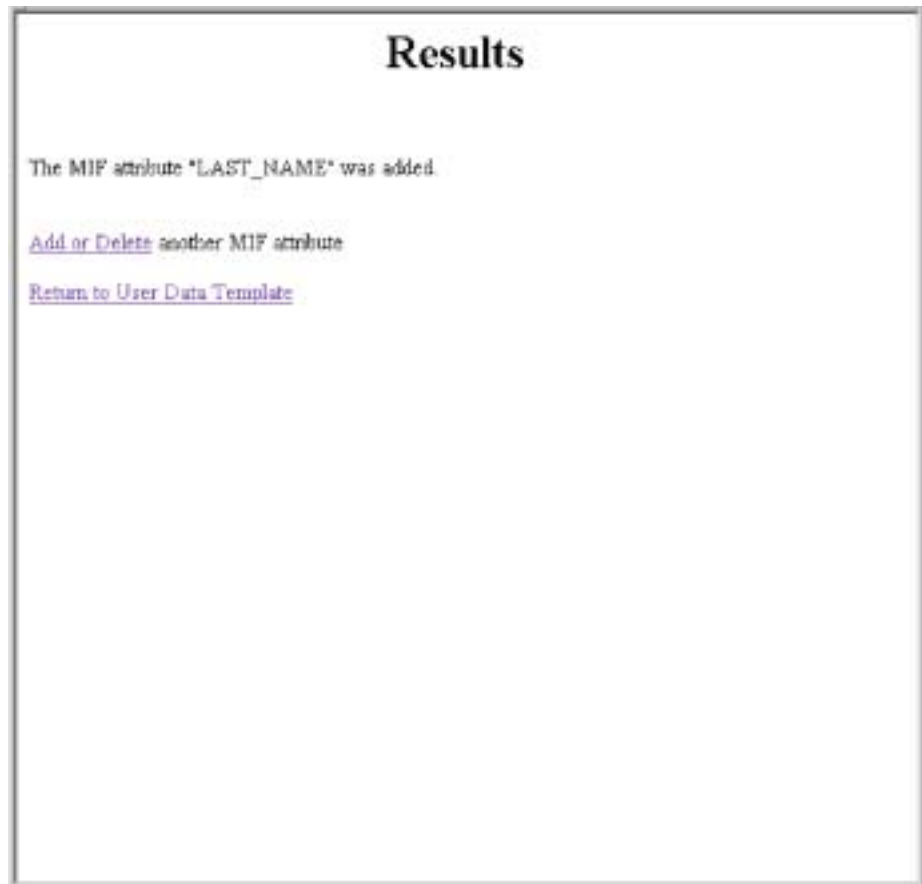 Results
The MIF attribute "LAST_NAME" was added.
Add or Delete another MIF attribute
Return to User Data Template